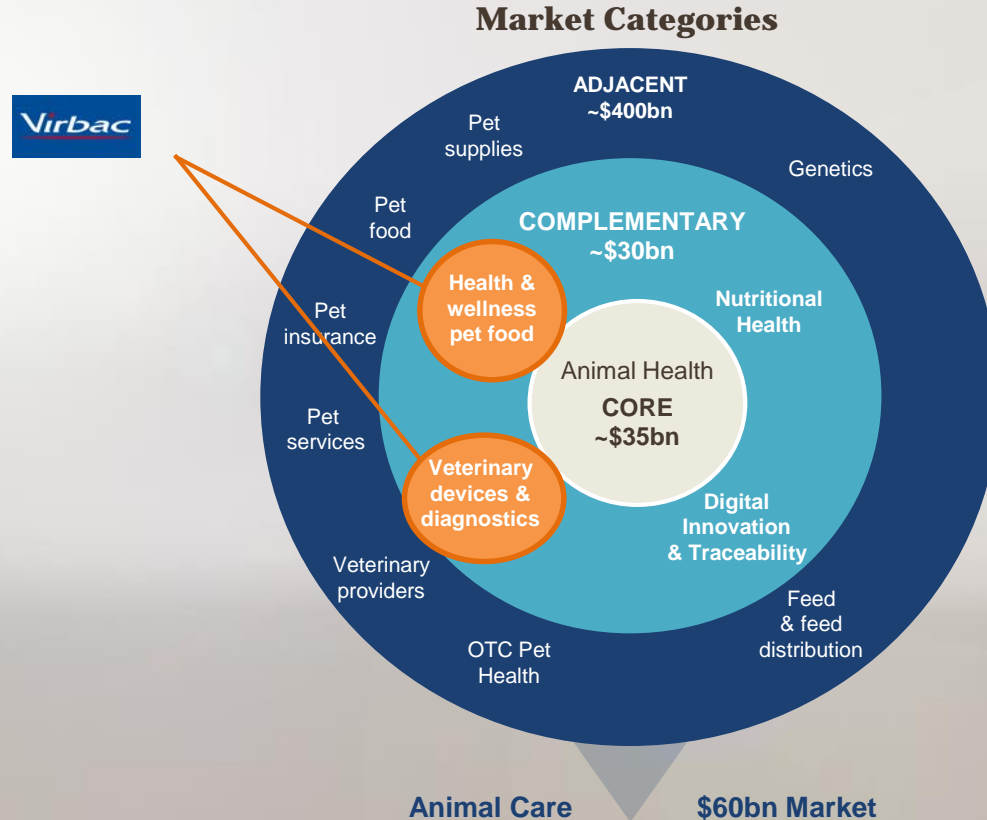 Market Categories
Virbac
ADJACENT
~$400bn
Pet
supplies
Genetics
Pet
food
COMPLEMENTARY
~$30bn
Health &
wellness
pet food
Nutritional
Health
Pet
insurance
Animal Health
CORE
~$35bn
Pet
services
Veterinary
devices &
diagnostics
Digital
Innovation
& Traceability
Veterinary
providers
Feed
& feed
distribution
OTC Pet
Health
Animal Care
$60bn Market